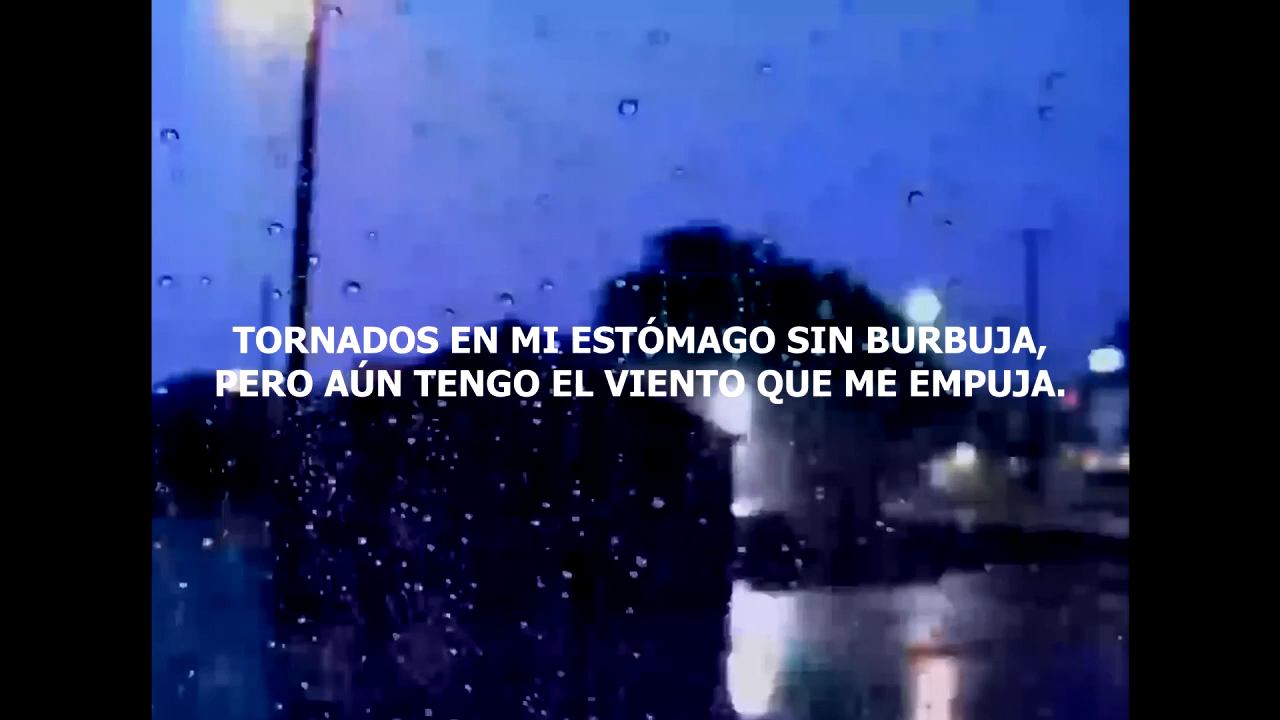 TORNADOS EN MI ESTÓMAGO SIN BURBUJA,
PERO AÚN TENGO EL VIENTO QUE ME EMPUJA.